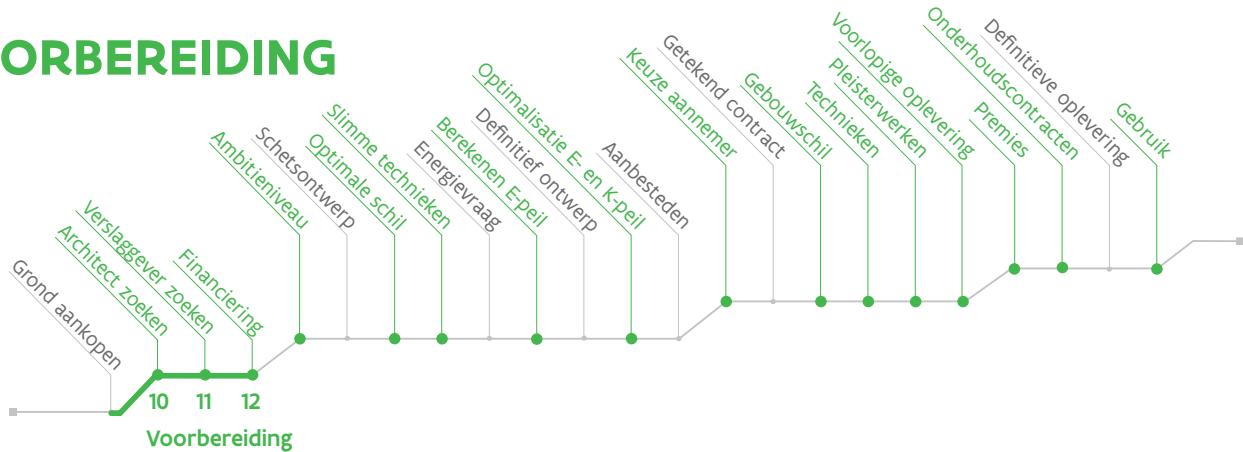 ORBEREIDING
Grond aankopen
Architect zoeken
Verslaggever zoeken
Financiering
Ambitieniveau
Schetsontwerp
Optimale schil
Slimme technieken
Energievraag
Berekenen E-peil
Definitief ontwerp
Optimalisatie E- en K-peil
Aanbesteden
Keuze aannemer
Getekend contract
Gebouwschil
Technieken
Pleisterwerken
Voorlopige oplevering
Premies
Onderhoudscontracten
Definitieve oplevering
Gebruik
10 11 12
Voorbereiding